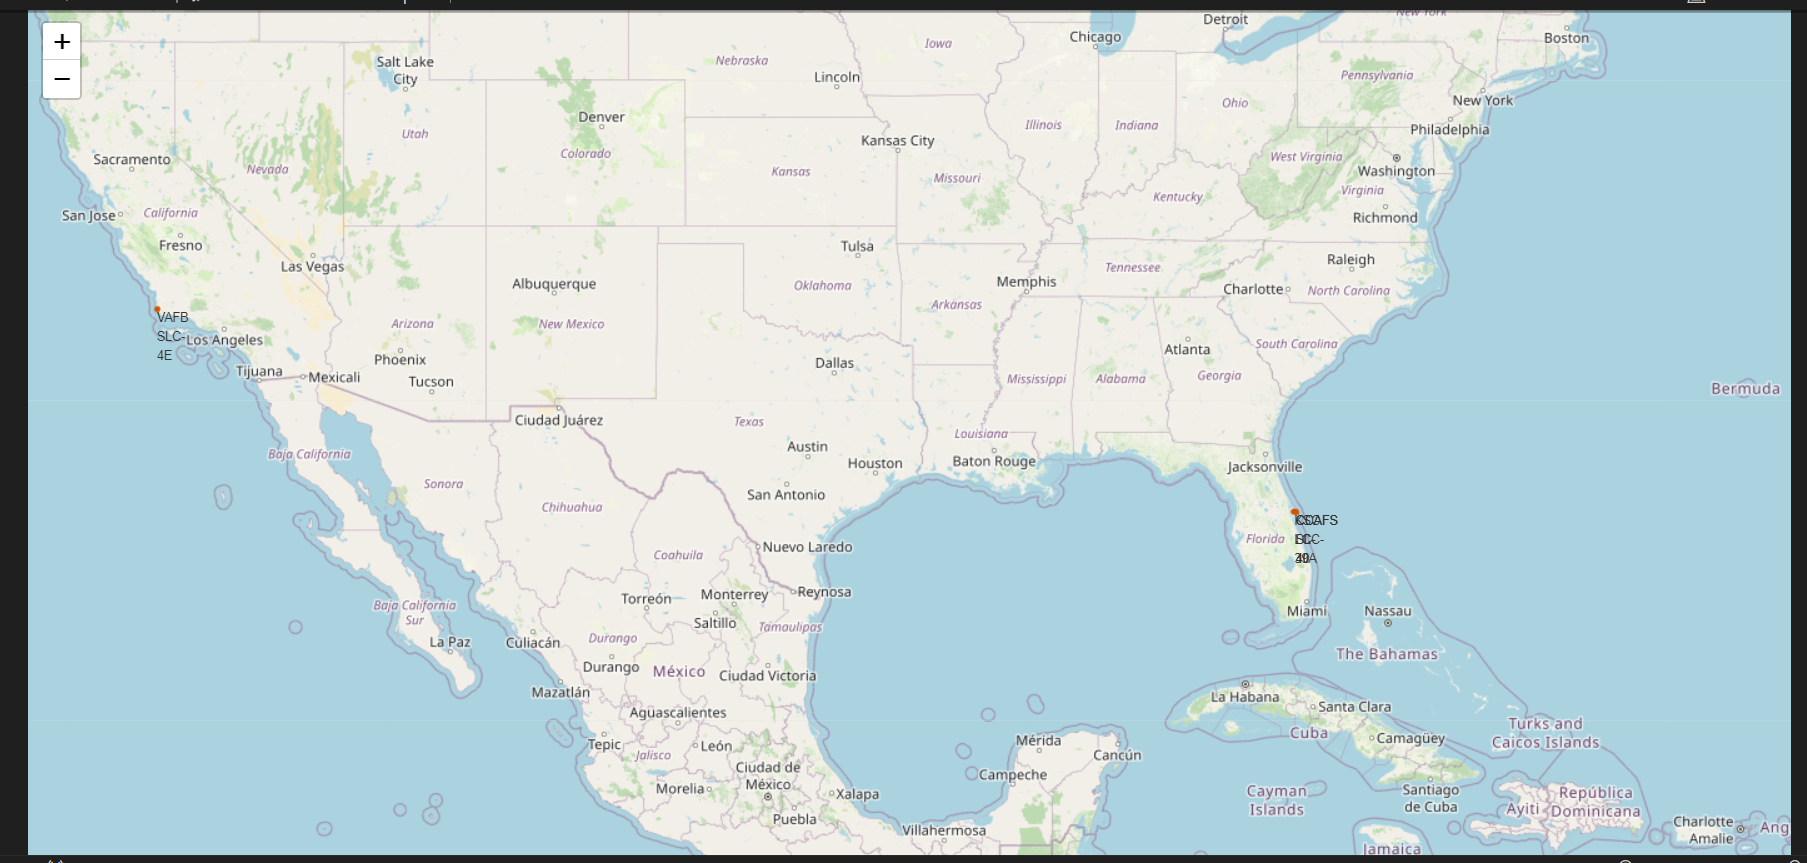 +
−
Detroit
New York
Chicago
Boston
Iowa
Salt Lake
City
Nebraska
Lincoln
Pennsylvania
New York
Ohio
Denver
Illinois
Indiana
Philadelphia
Utah
Kansas City
Colorado
West Virginia
Sacramento
Nevada
Kansas
Missouri
Washington
Kentucky
Virginia
San Jose
California
Richmond
Fresno
Tulsa
Las Vegas
Raleigh
Tennessee
Albuquerque
Oklahoma
Memphis
Charlotte
North Carolina
Arkansas
VAFB
SLC-
4E
Los Angeles
Arizona
New Mexico
South Carolina
Atlanta
Phoenix
Dallas
Tijuana
Mexicali
Tucson
Mississippi
Alabama
Georgia
Bermuda
Ciudad Juárez
Texas
Louisiana
Austin
Baja California
Houston
Baton Rouge
Jacksonville
Sonora
San Antonio
Chihuahua
Florida
Coahuila
Nuevo Laredo
Torreón
Monterrey
Reynosa
Baja California
Sur
Saltillo
Tamaulipas
Miami
Nassau
La Paz
Culiacán
Durango
The Bahamas
Durango
México
Ciudad Victoria
Mazatlán
La Habana
Santa Clara
Aguascalientes
Turks and
Caicos Islands
Tepic
León
Jalisco
Mérida
Cancún
Cuba
Camagüey
Ciudad de
México
Campeche
Morelia
Xalapa
Cayman
Islands
Santiago
de Cuba
Ayiti
República
Dominicana
Puebla
Villahermosa
Charlotte
Amalie
Ang
Jamaica